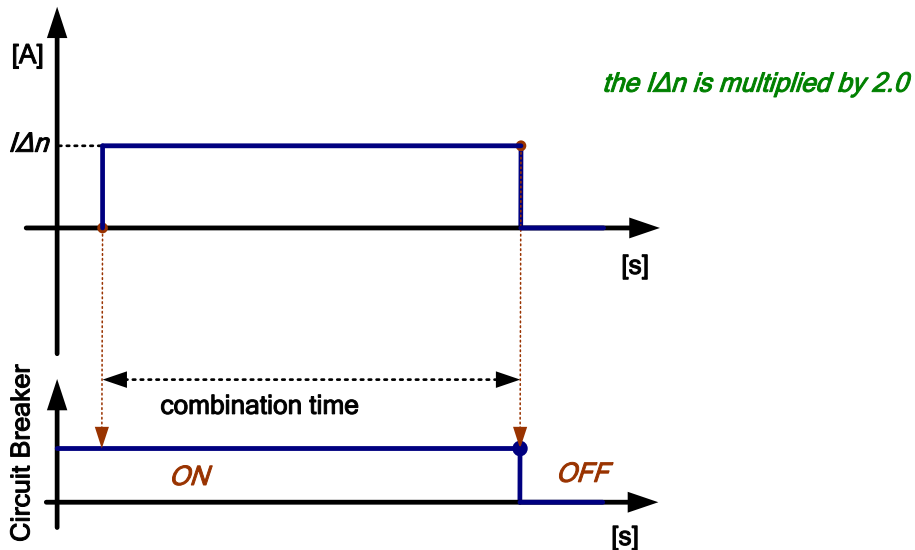 [A]
the IΔn is multiplied by 2.0
IΔn
[s]
combination time
Circuit Breaker
ON
OFF
[s]